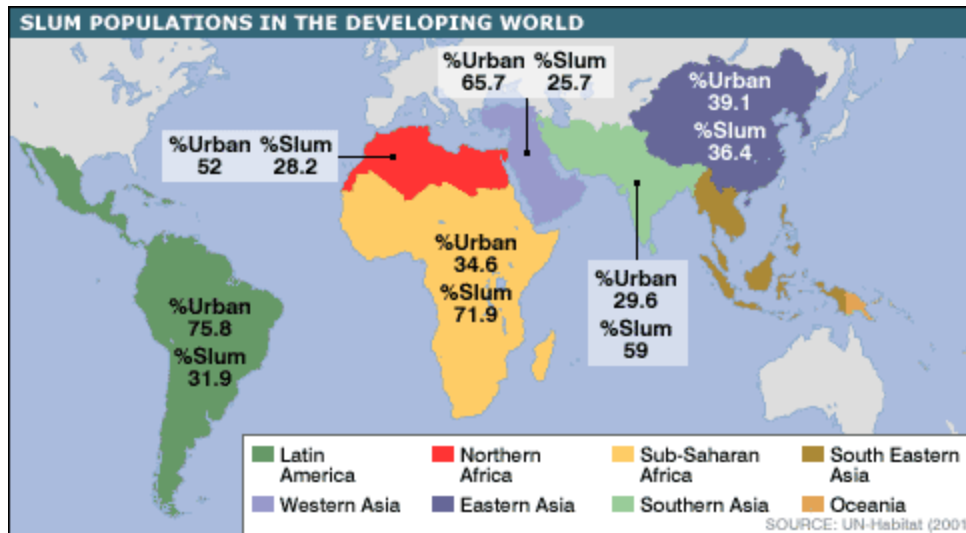 SLUM POPULATIONS IN THE DEVELOPING WORLD
%Urban %Slum
65.7 25.7
%Urban
39.1
%Slum
36.4
%Urban %Slum
52 28.2
%Urban
34.6
%Slum
71.9
%Urban
29.6
%Slum
59
%Urban
75.8
%Slum
31.9
Latin
America
Northern
Africa
Sub-Saharan
Africa
South Eastern
Asia
Western Asia
Eastern Asia
Southern Asia
Oceania
SOURCE: UN-Habitat (2001